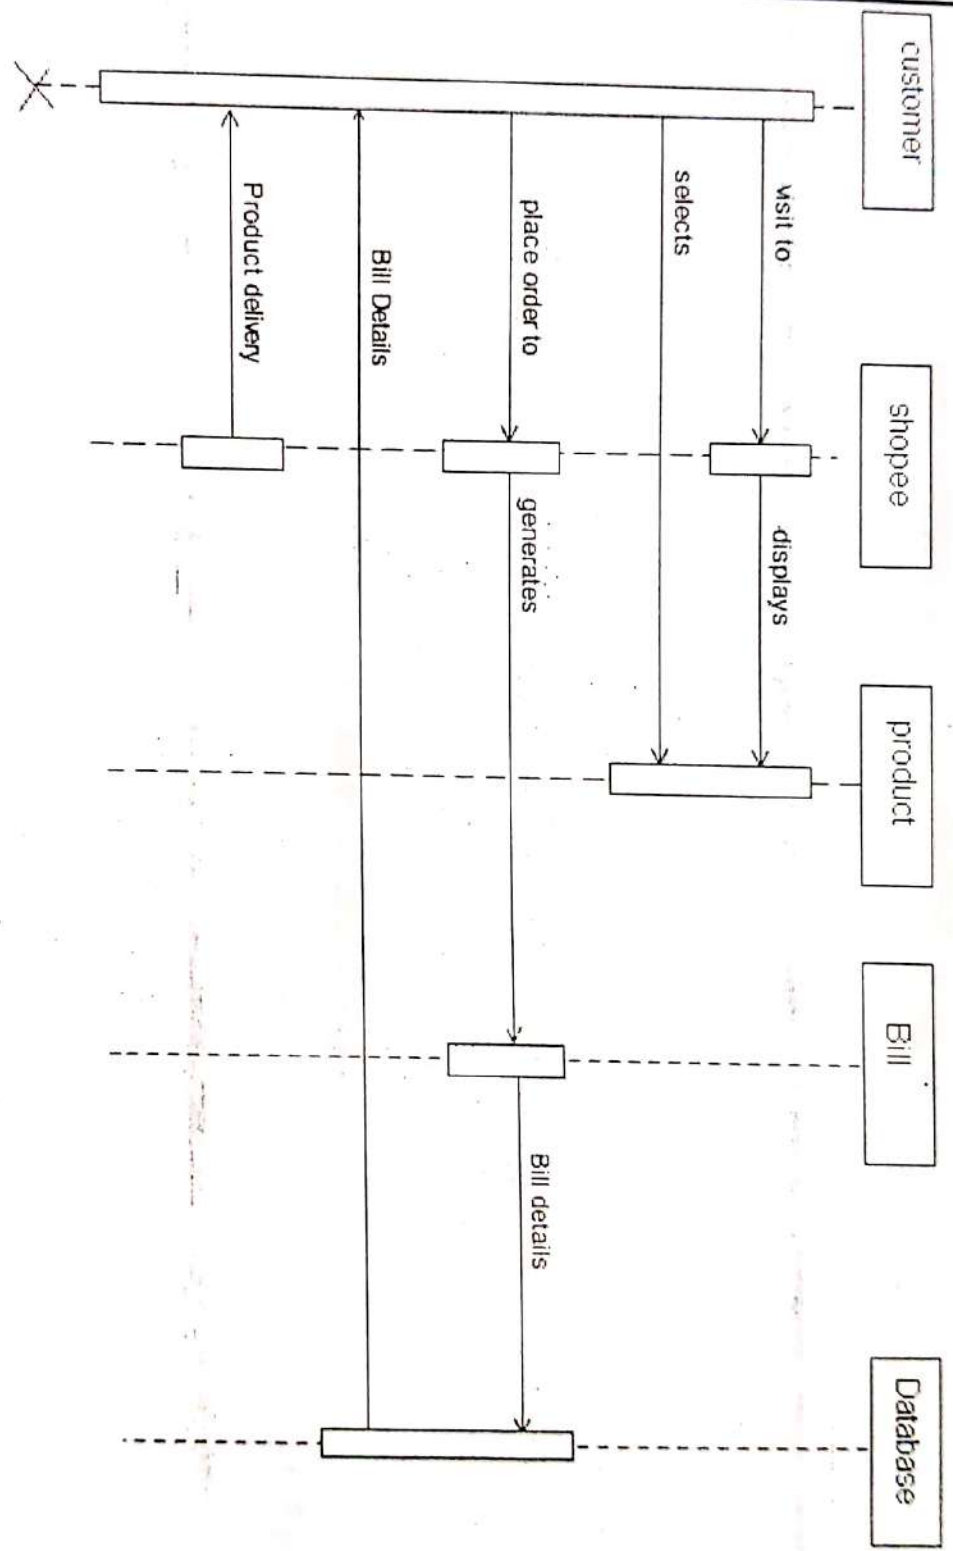 customer
shopee
product
Bill
Database
visit to
displays
selects
place order to
generates
Bill details
Bill Details
Product delivery